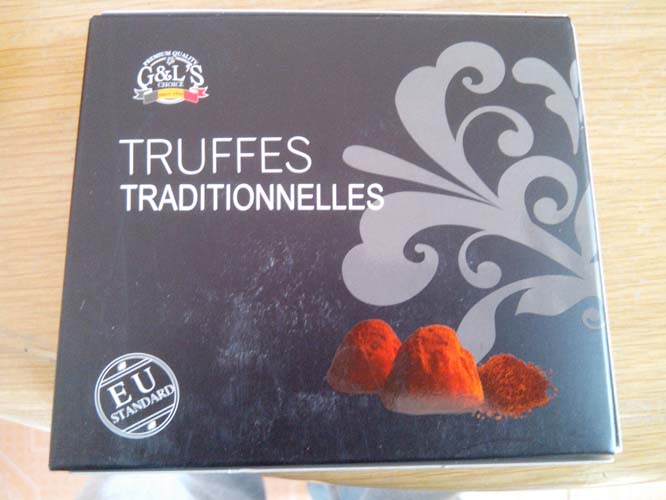 PREMIUM QUALITY
G&L'S
CHOICE
TRUFFES
TRADITIONNELLES
EU
STANDARD